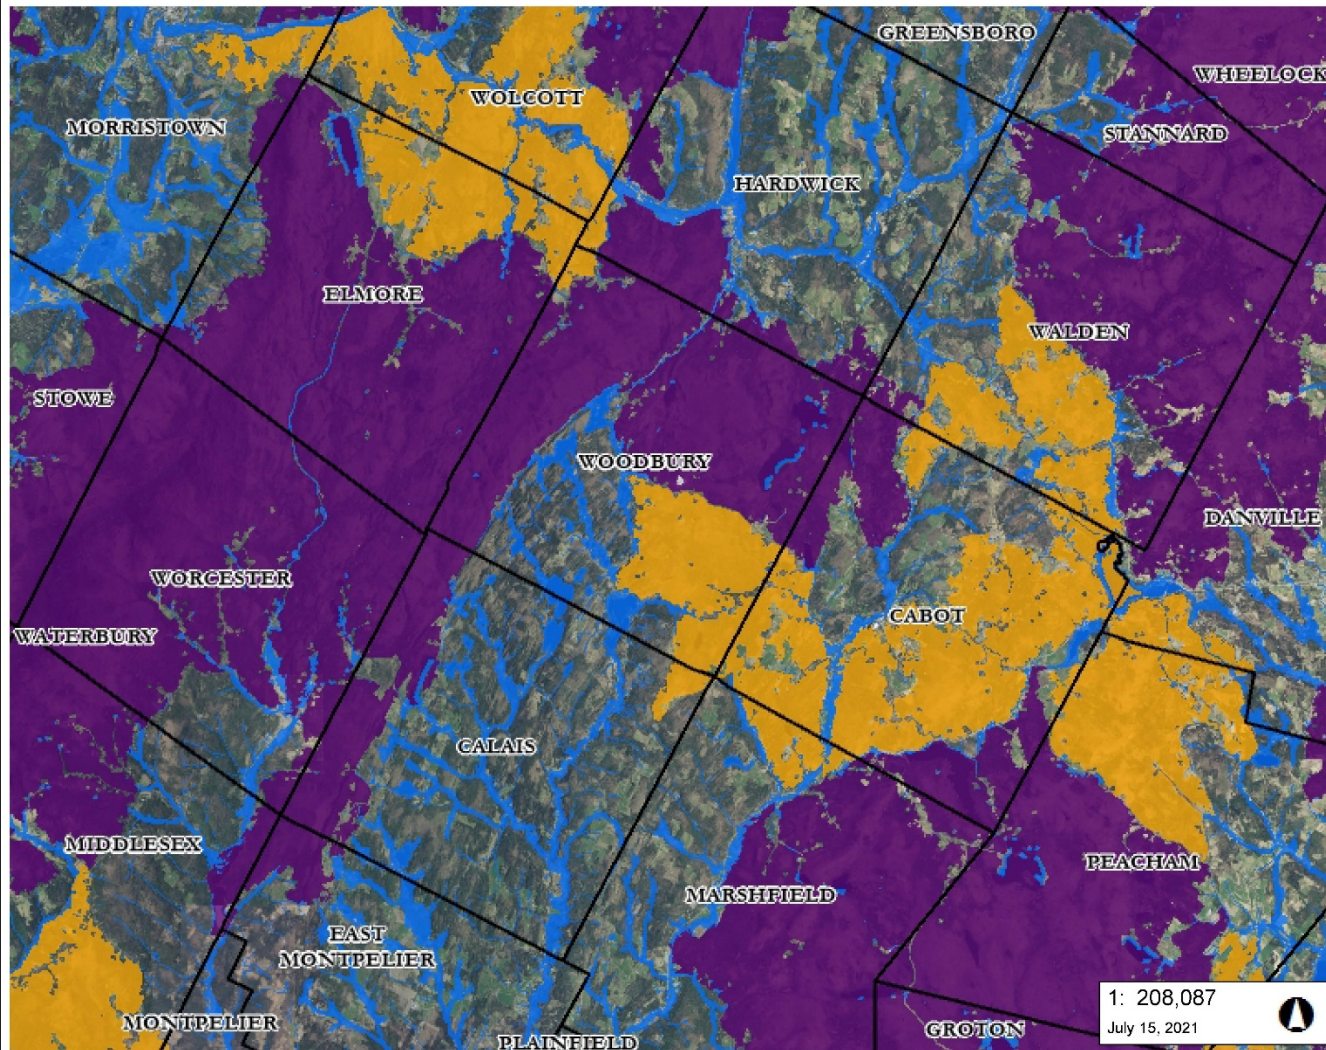 GREENSBORO
WHEELOCK
WOLCOTT
MORRISTOWN
STANNARD
HARDWICK
ELMORE
WALDEN
STOWE
WOODBURY
DANVILLE
WORCESTER
CABOT
WATERBURY
CALAIS
MIDDLESEX
PEACHAM
MARSHFIELD
EAST
MONTPELIER
1: 208,087
July 15, 2021
MONTPELIER
GROTON
PLAINFIELD